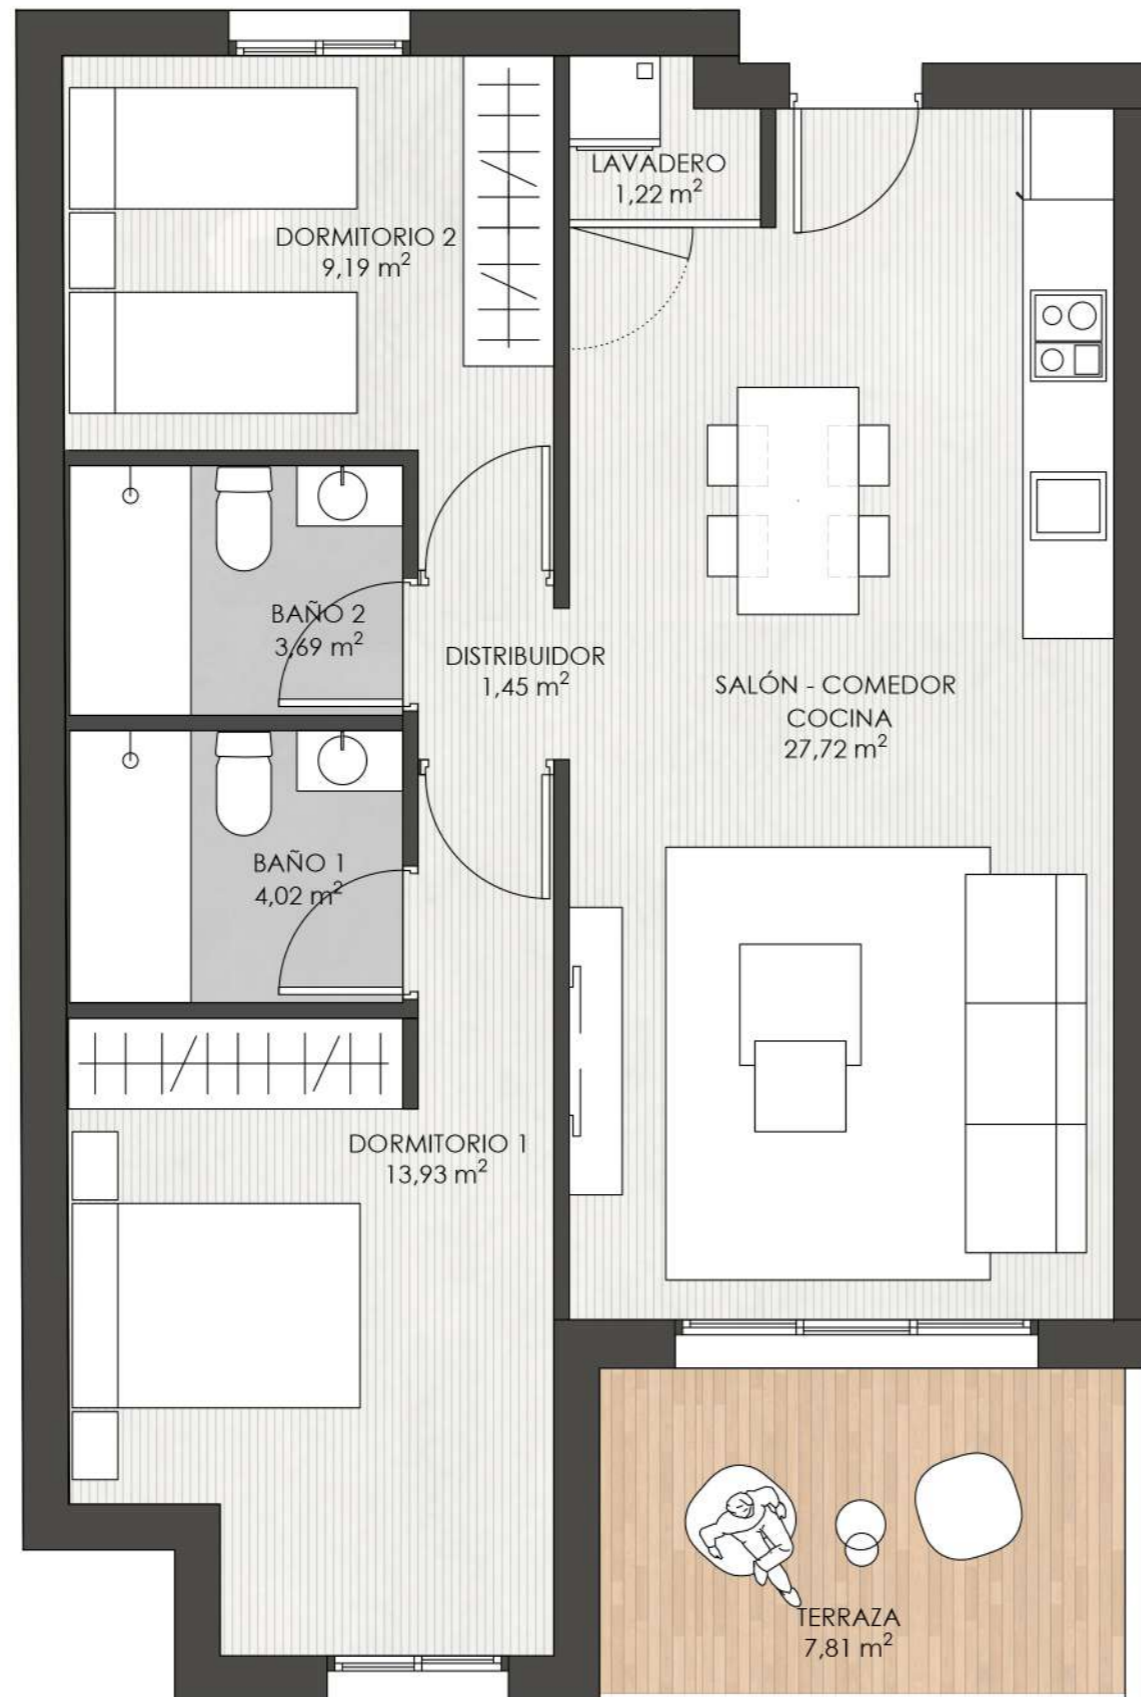 LAVADERO
1,22 m²
DORMITORIO 2
9,19 m²
BAÑO 2
3,69 m²
DISTRIBUIDOR
1,45 m²
SALÓN - COMEDOR
COCINA
27,72 m²
BAÑO 1
4,02 m²
DORMITORIO 1
13,93 m²
TERRAZA
7,81 m²